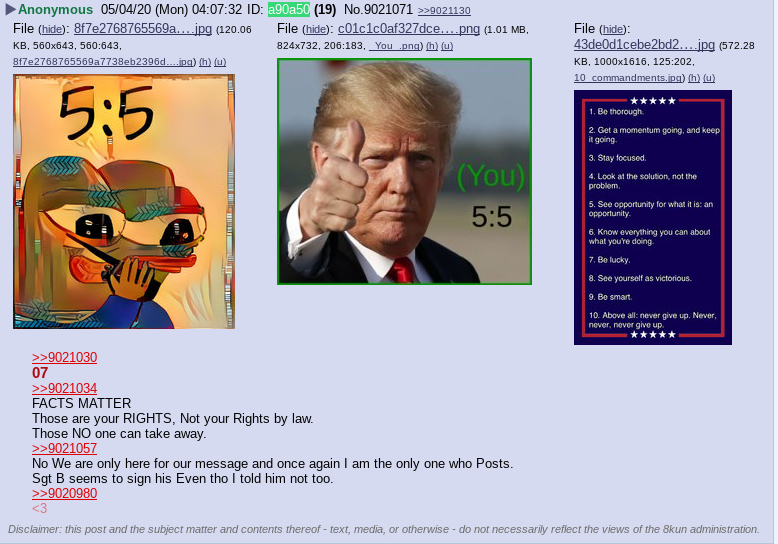 ▶Anonymous 05/04/20 (Mon) 04:07:32 ID: a90a50 (19) No.9021071 >>9021130
File (hide): 8f7e2768765569a….jpg (120.06 KB, 560x643, 560:643, 8f7e2768765569a7738eb2396d….jpg) (h) (u)
5:5
File (hide): c01c1c0af327dce….png (1.01 MB, 824x732, 206:183, _You_.png) (h) (u)
(You)
5:5
File (hide):
43de0d1cebe2bd2….jpg (572.28 KB, 1000x1616, 125:202, 10_commandments.jpg) (h) (u)
★★★★★
1. Be thorough.
2. Get a momentum going, and keep
it going.
3. Stay focused.
4. Look at the solution, not the
problem.
5. See opportunity for what it is: an
opportunity.
6. Know everything you can about
what you're doing.
7. Be lucky.
8. See yourself as victorious.
9. Be smart.
10. Above all: never give up. Never,
never, never give up.
★★★★★
>>9021030
07
>>9021034
FACTS MATTER
Those are your RIGHTS, Not your Rights by law.
Those NO one can take away.
>>9021057
No We are only here for our message and once again I am the only one who Posts.
Sgt B seems to sign his Even tho I told him not too.
>>9020980
<3
Disclaimer: this post and the subject matter and contents thereof - text, media, or otherwise - do not necessarily reflect the views of the 8kun administration.